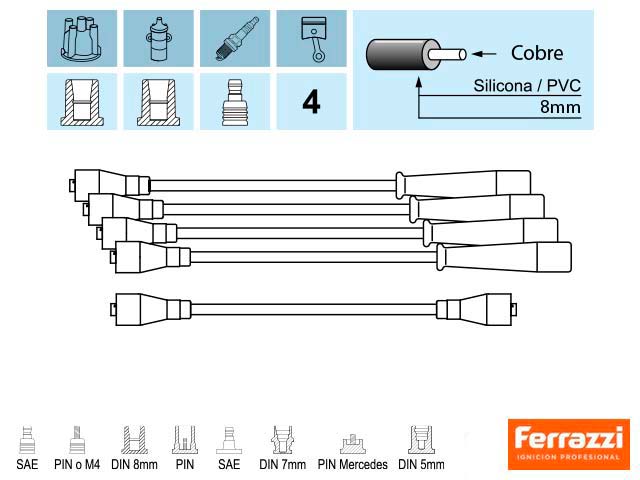 Cobre
Silicona / PVC
4
8mm
SAE PIN o M4 DIN 8mm PIN SAE DIN 7mm PIN Mercedes DIN 5mm
Ferrazzi
IGNICION PROFESIONAL